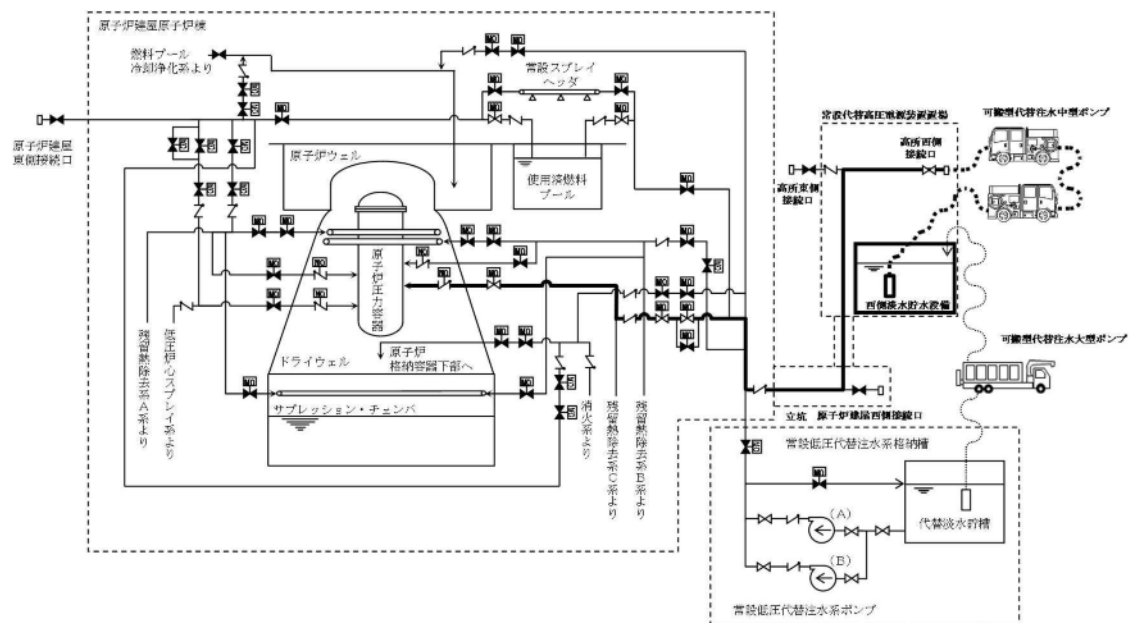 原子炉建屋原子炉棟
燃料プール
冷却浄化系より
原子炉建屋
東側接続口
常設スプレイ
ヘッダ
原子炉ウェル
使用済燃料
プール
原子炉圧力容器
ドライウェル
原子炉
格納容器下部へ
サプレッション・チェンバ
残留熱除去系A系より
低圧炉心スプレイ系より
消火系より
残留熱除去系C系より
残留熱除去系B系より
常設代替高圧電源装置置場
高所西側
接続口
高所東側
接続口
可搬型代替注水中型ポンプ
西側淡水貯水設備
可搬型代替注水大型ポンプ
立坑
原子炉建屋西側接続口
常設低圧代替注水系格納槽
(A)
代替淡水貯槽
(B)
常設低圧代替注水系ポンプ